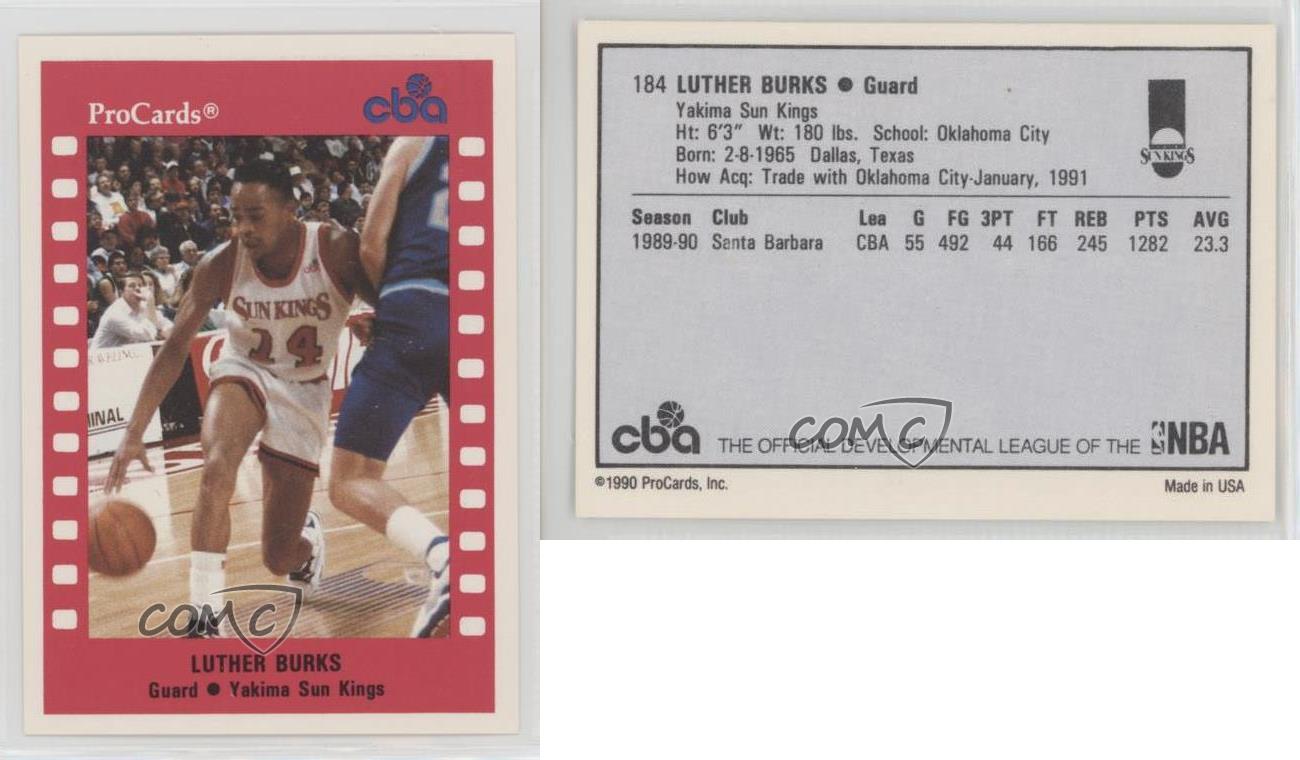 ProCards®
cba
SUN KINGS
14
INAL
COMC
LUTHER BURKS
Guard ● Yakima Sun Kings
184 LUTHER BURKS ● Guard
Yakima Sun Kings
Ht: 6'3" Wt: 180 lbs. School: Oklahoma City
Born: 2-8-1965 Dallas, Texas
How Acq: Trade with Oklahoma City-January, 1991
SUN KINGS
Season Club Lea G FG 3PT FT REB PTS AVG
1989-90 Santa Barbara CBA 55 492 44 166 245 1282 23.3
COMC
cba THE OFFICIAL DEVELOPMENTAL LEAGUE OF THE NBA
©1990 ProCards, Inc. Made in USA